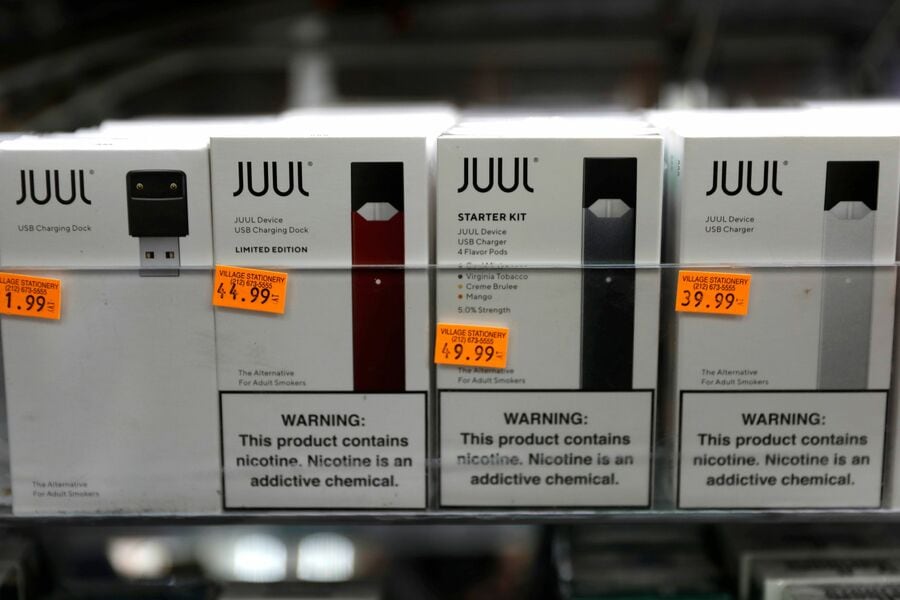 JUUL
USB Charging Dock
VILLAGE STATIONERY
(212) 673-5555
1.99
The Alternative
For Adult Smokers
JUUL
JUUL Device
USB Charging Dock
LIMITED EDITION
VILLAGE STATIONERY
(212) 673-5555
44.99
The Alternative
For Adult Smokers
WARNING:
This product contains
nicotine. Nicotine is an
addictive chemical.
JUUL
STARTER KIT
JUUL Device
USB Charger
4 Flavor Pods
Virginia Tobacco
Creme Brulee
Mango
5.0% Strength
VILLAGE STATIONERY
(212) 673-5555
49.99
The Alternative
For Adult Smokers
WARNING:
This product contains
nicotine. Nicotine is an
addictive chemical.
JUUL
JUUL Device
USB Charger
VILLAGE STATIONERY
(212) 673-5555
39.99
The Alternative
For Adult Smokers
WARNING:
This product contains
nicotine. Nicotine is an
addictive chemical.